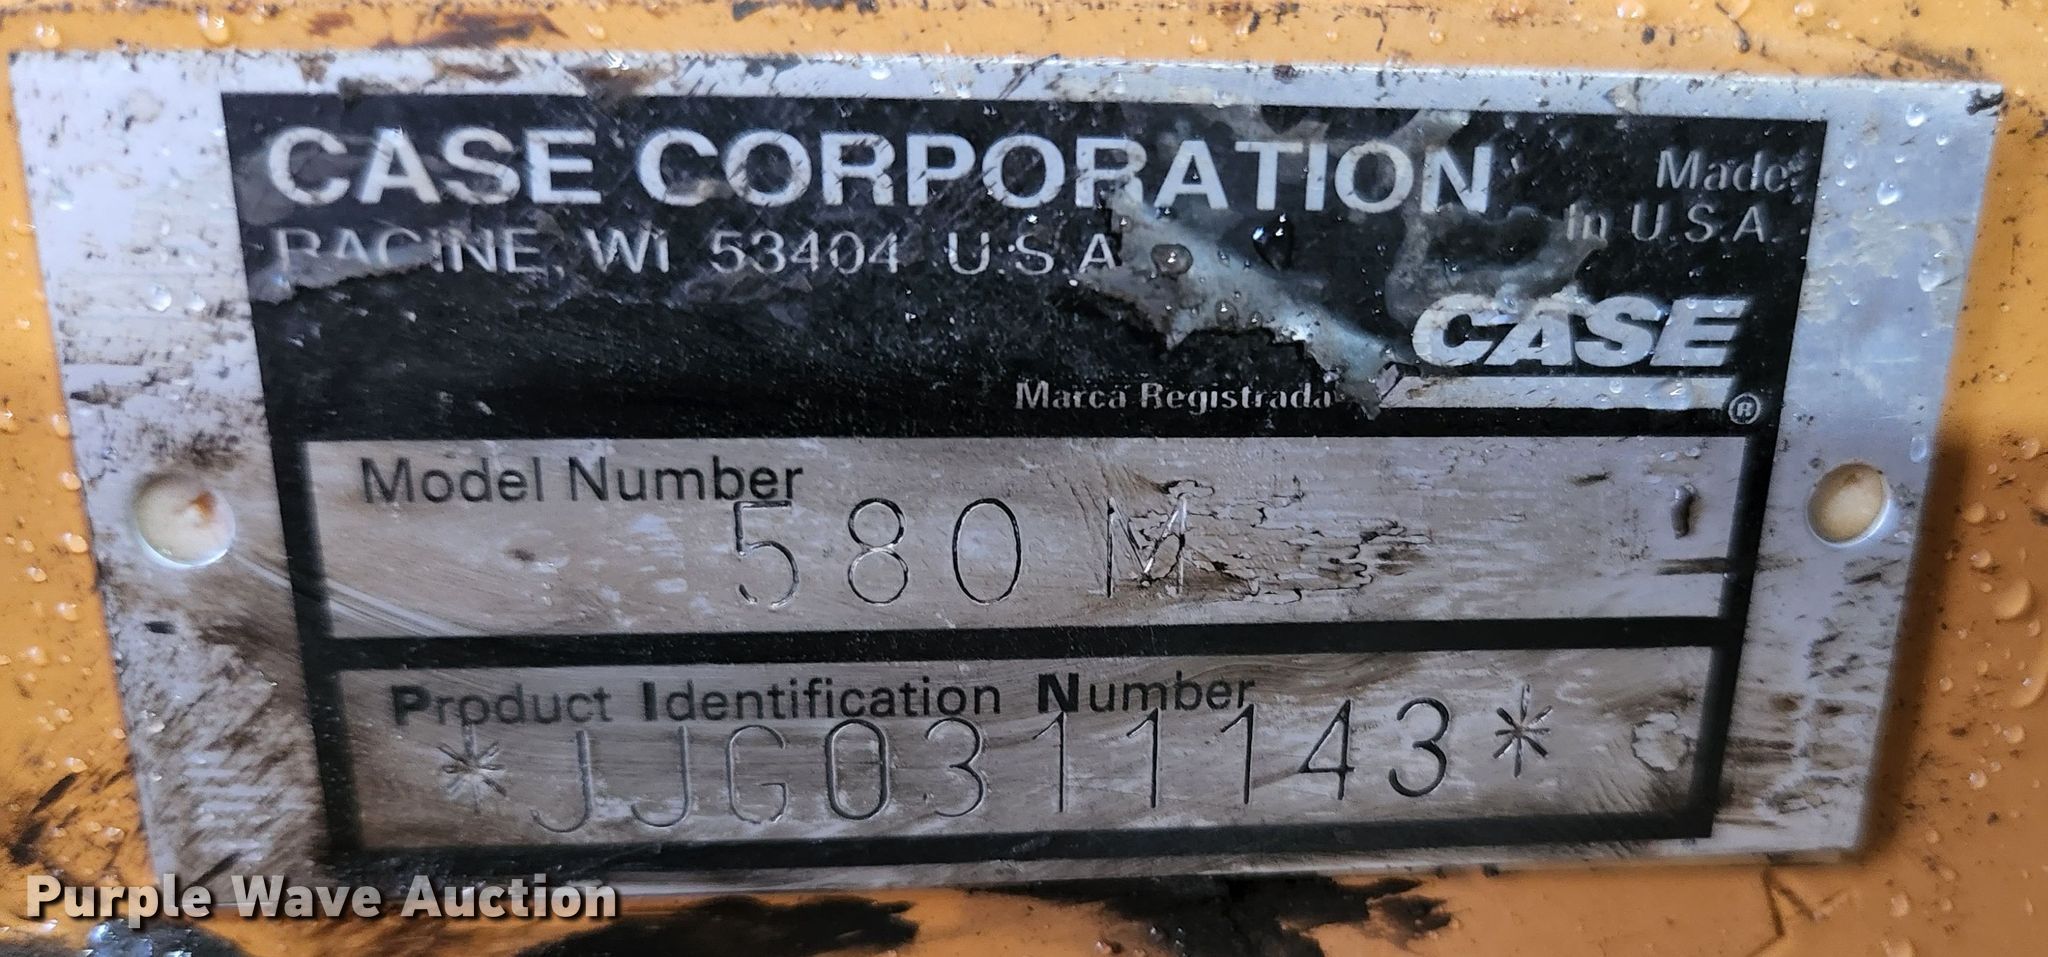 CASE CORPORATION
Made
In U.S.A.
RACINE, WI 53404 U.S.A
CASE
Marca Registrada
®
Model Number
580 M
Product Identification Number
*JJG0311143*
Purple Wave Auction